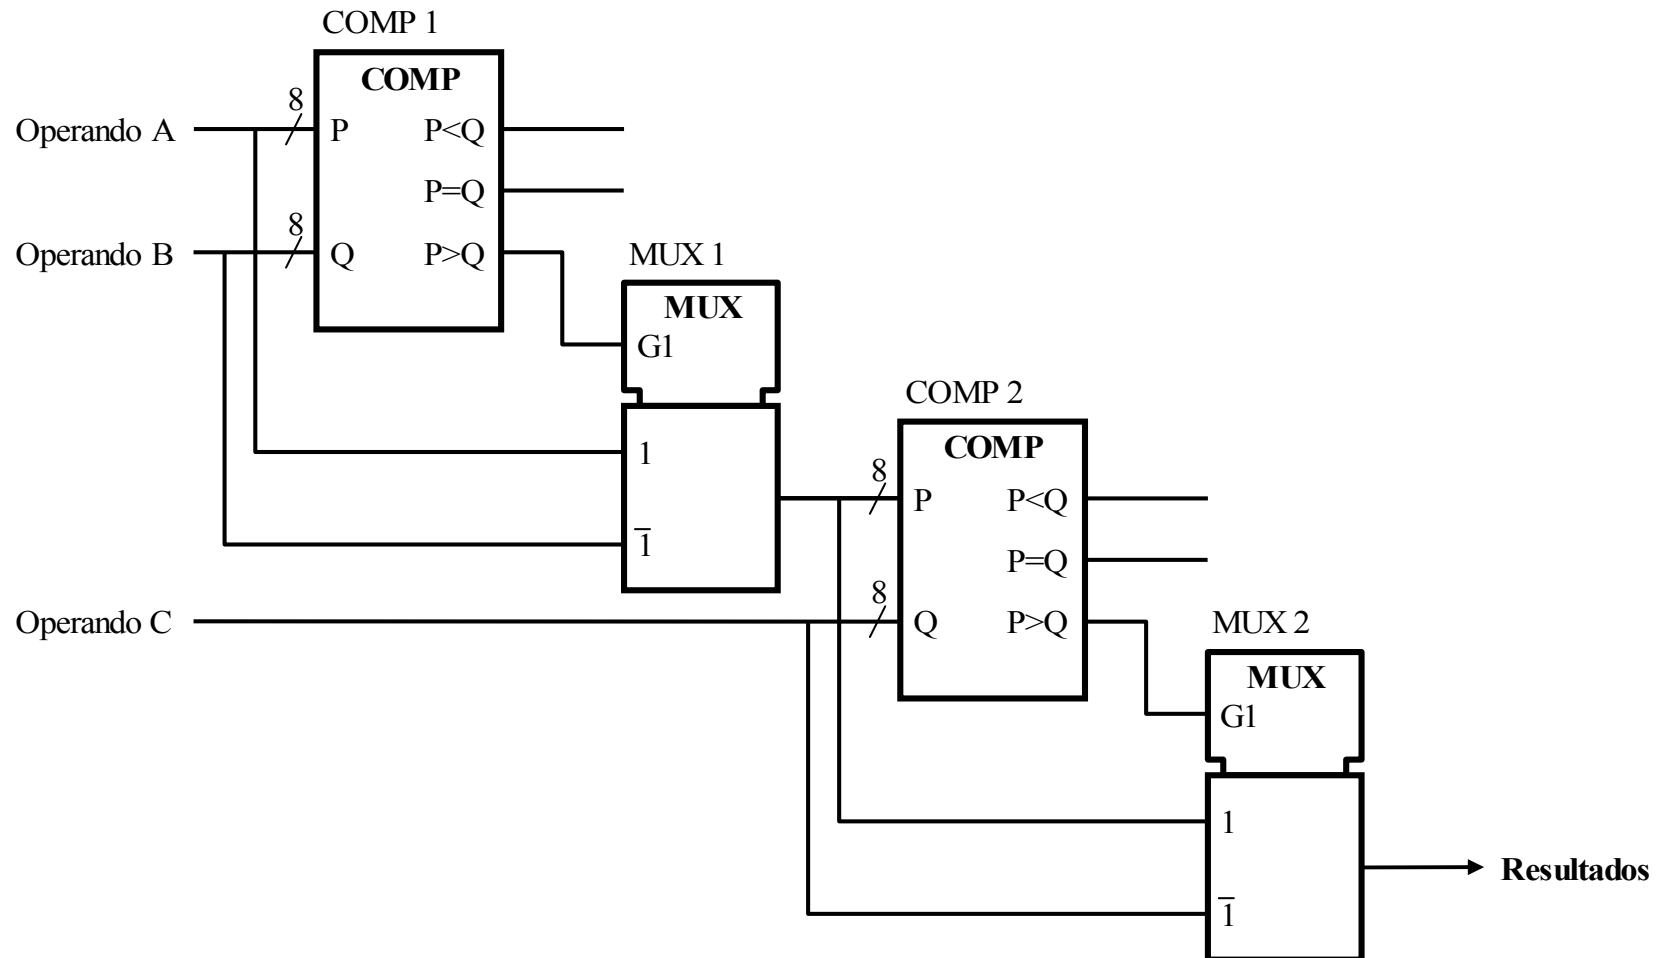 COMP 1
COMP
Operando A
8
P
P<Q
P=Q
Operando B
8
Q
P>Q
MUX 1
MUX
G1
1
1̅
COMP 2
COMP
8
P
P<Q
P=Q
Operando C
8
Q
P>Q
MUX 2
MUX
G1
1
1̅
Resultados